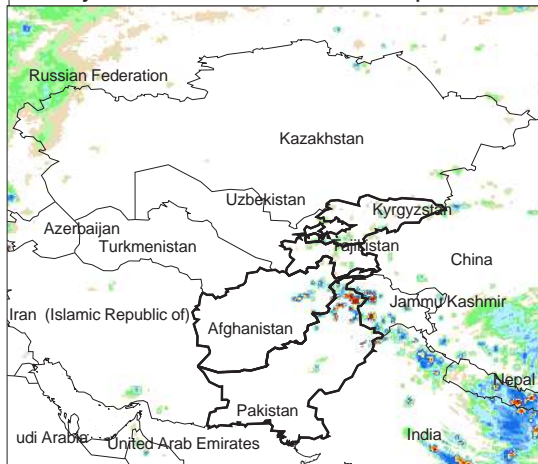 Russian Federation
Kazakhstan
Uzbekistan
Kyrgyzstan
Azerbaijan
Turkmenistan
Tajikistan
China
Iran (Islamic Republic of)
Jammu/Kashmir
Afghanistan
Nepal
Pakistan
udi Arabia
United Arab Emirates
India